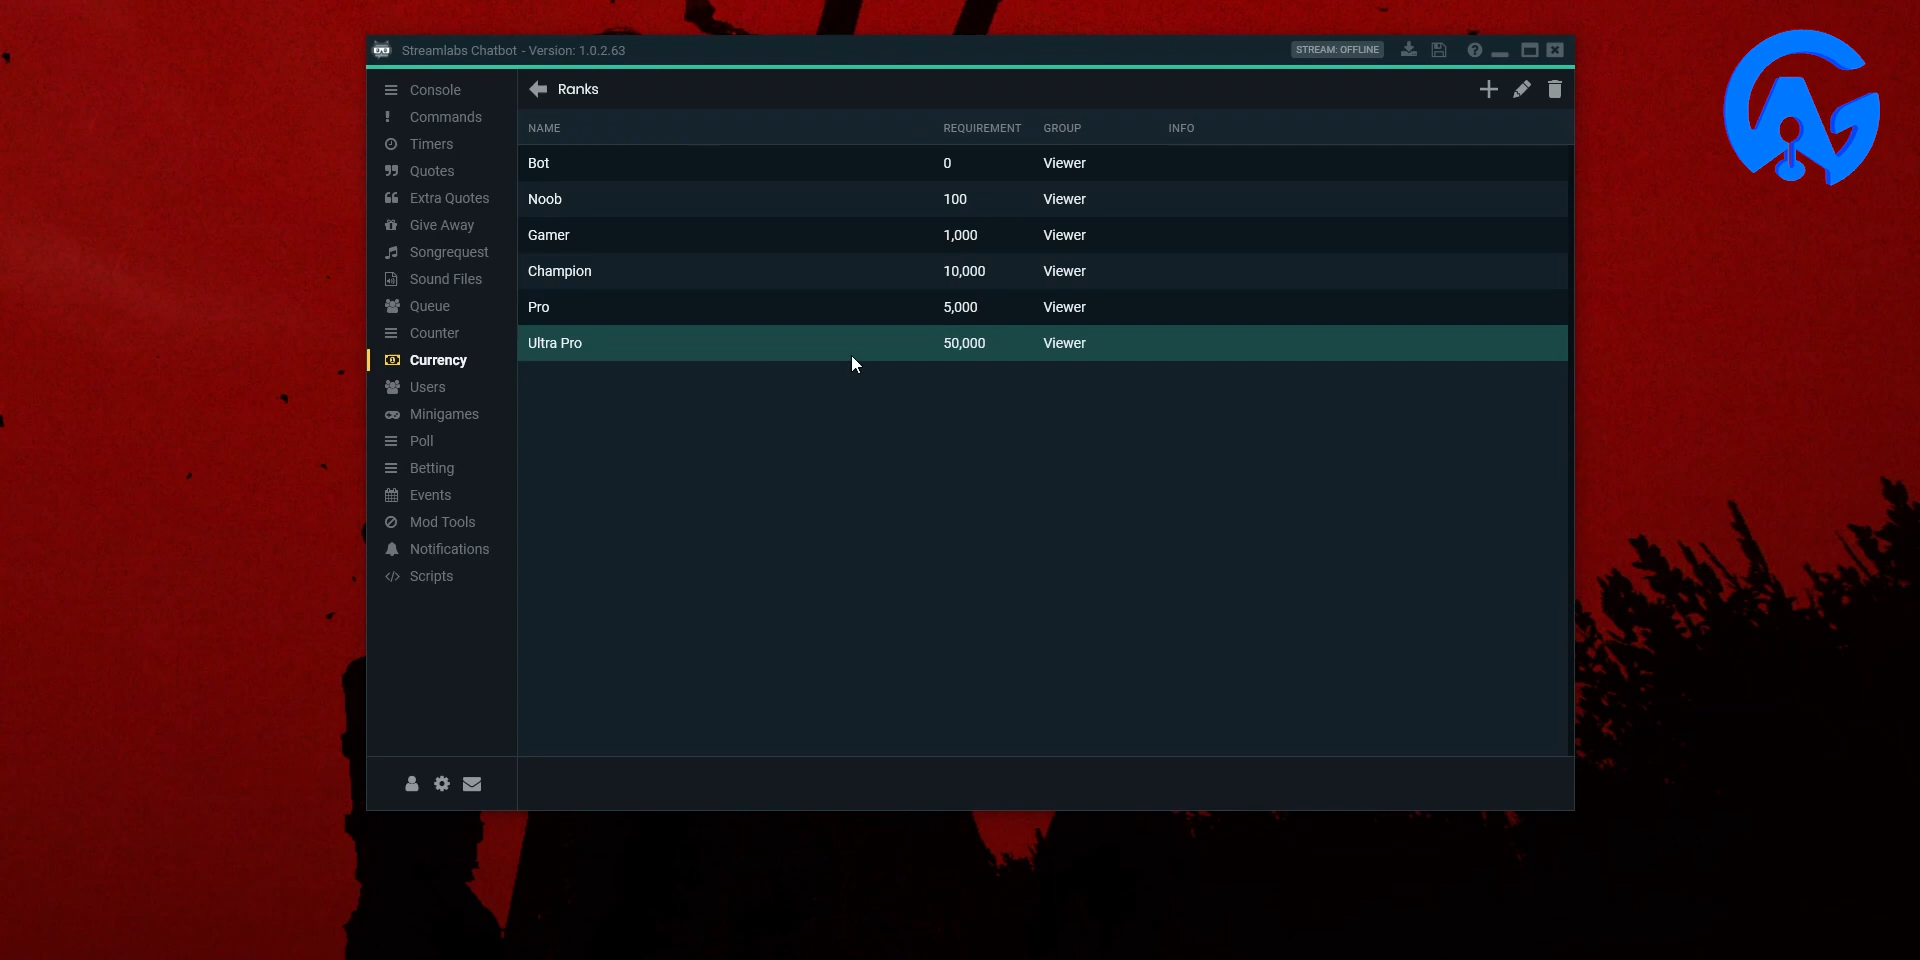 Streamlabs Chatbot - Version: 1.0.2.63
STREAM: OFFLINE
Console
Commands
Timers
Quotes
Extra Quotes
Give Away
Songrequest
Sound Files
Queue
Counter
Currency
Users
Minigames
Poll
Betting
Events
Mod Tools
Notifications
Scripts
Ranks
NAME REQUIREMENT GROUP INFO
Bot 0 Viewer
Noob 100 Viewer
Gamer 1,000 Viewer
Champion 10,000 Viewer
Pro 5,000 Viewer
Ultra Pro 50,000 Viewer